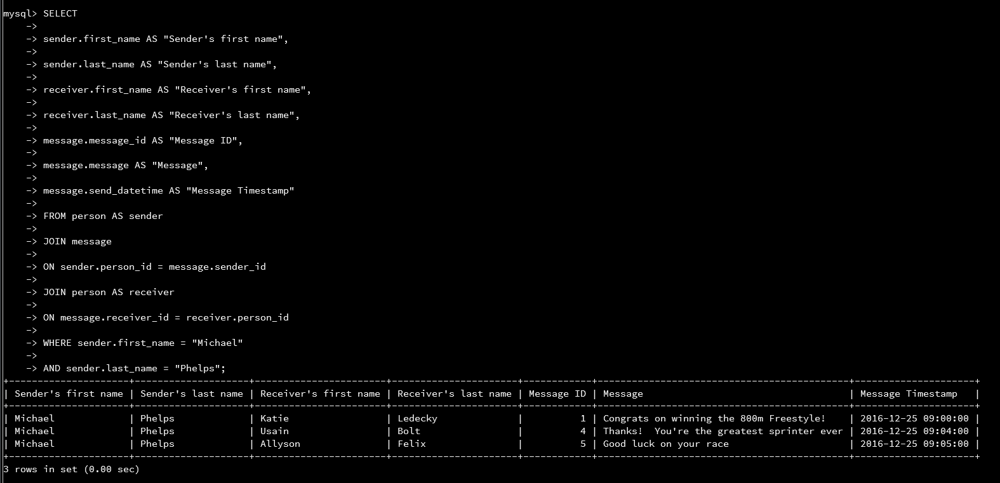 mysql> SELECT
    ->
    -> sender.first_name AS "Sender's first name",
    ->
    -> sender.last_name AS "Sender's last name",
    ->
    -> receiver.first_name AS "Receiver's first name",
    ->
    -> receiver.last_name AS "Receiver's last name",
    ->
    -> message.message_id AS "Message ID",
    ->
    -> message.message AS "Message",
    ->
    -> message.send_datetime AS "Message Timestamp"
    ->
    -> FROM person AS sender
    ->
    -> JOIN message
    ->
    -> ON sender.person_id = message.sender_id
    ->
    -> JOIN person AS receiver
    ->
    -> ON message.receiver_id = receiver.person_id
    ->
    -> WHERE sender.first_name = "Michael"
    ->
    -> AND sender.last_name = "Phelps";
+---------------------+--------------------+-----------------------+----------------------+------------+--------------------------------------------+---------------------+
| Sender's first name | Sender's last name | Receiver's first name | Receiver's last name | Message ID | Message                                    | Message Timestamp   |
+---------------------+--------------------+-----------------------+----------------------+------------+--------------------------------------------+---------------------+
| Michael             | Phelps             | Katie                 | Ledecky              |          1 | Congrats on winning the 800m Freestyle!    | 2016-12-25 09:00:00 |
| Michael             | Phelps             | Usain                 | Bolt                 |          4 | Thanks!  You're the greatest sprinter ever | 2016-12-25 09:04:00 |
| Michael             | Phelps             | Allyson               | Felix                |          5 | Good luck on your race                     | 2016-12-25 09:05:00 |
+---------------------+--------------------+-----------------------+----------------------+------------+--------------------------------------------+---------------------+
3 rows in set (0.00 sec)